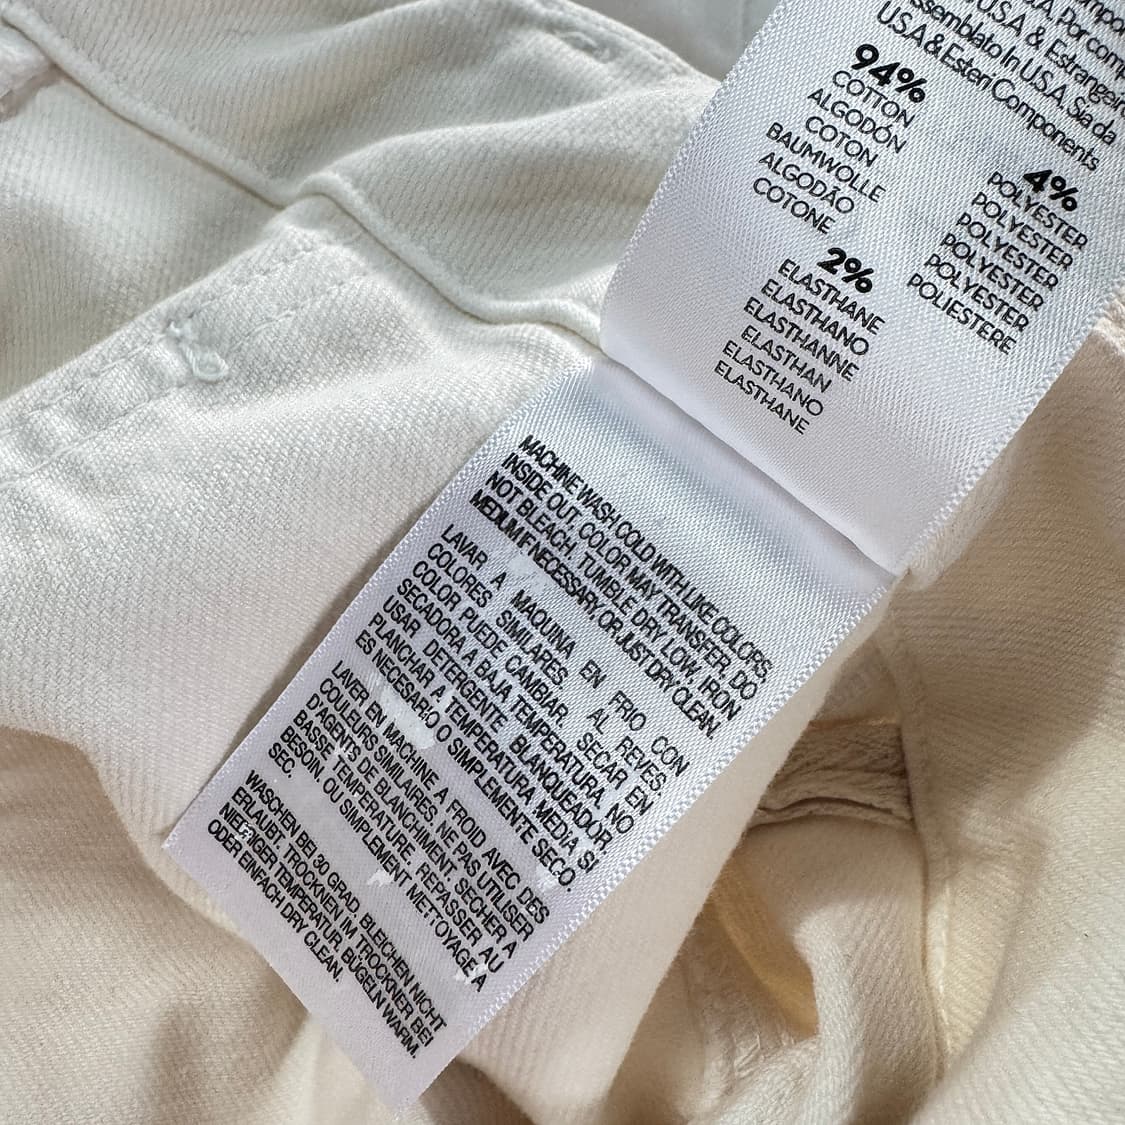 U.S.A. Por comp
U.S.A & Estrangeir
ssemblato In U.S.A. Sia da
U.S.A & Esteri Components
94%
COTTON
ALGODÓN
COTON
BAUMWOLLE
ALGODÃO
COTONE
4%
POLYESTER
POLYESTER
POLYESTER
POLYESTER
POLYESTER
POLIESTERE
2%
ELASTHANE
ELASTHANO
ELASTHANNE
ELASTHAN
ELASTHANO
ELASTHANE
MACHINE WASH COLD WITH LIKE COLORS,
INSIDE OUT, COLOR MAY TRANSFER, DO
NOT BLEACH. TUMBLE DRY LOW, IRON
MEDIUM IF NECESSARY, OR JUST DRY CLEAN.
LAVAR A MAQUINA EN FRIO CON
COLORES SIMILARES, AL REVES,
COLOR PUEDE CAMBIAR. SECAR EN
SECADORA A BAJA TEMPERATURA, NO
USAR DETERGENTE BLANQUEADOR
PLANCHAR A TEMPERATURA MEDIA SI
ES NECESARIO O SIMPLEMENTE SECO.
LAVER EN MACHINE A FROID AVEC DES
COULEURS SIMILAIRES, NE PAS UTILISER
D'AGENTS DE BLANCHIMENT, SECHER A
BASSE TEMPERATURE, REPASSER AU
BESOIN, OU SIMPLEMENT METTOYAGE A
SEC.
WASCHEN BEI 30 GRAD, BLEICHEN NICHT
ERLAUBT, TROCKNEN IM TROCKNER BEI
NIEDRIGER TEMPERATUR, BÜGELN WARM,
ODER EINFACH DRY CLEAN.